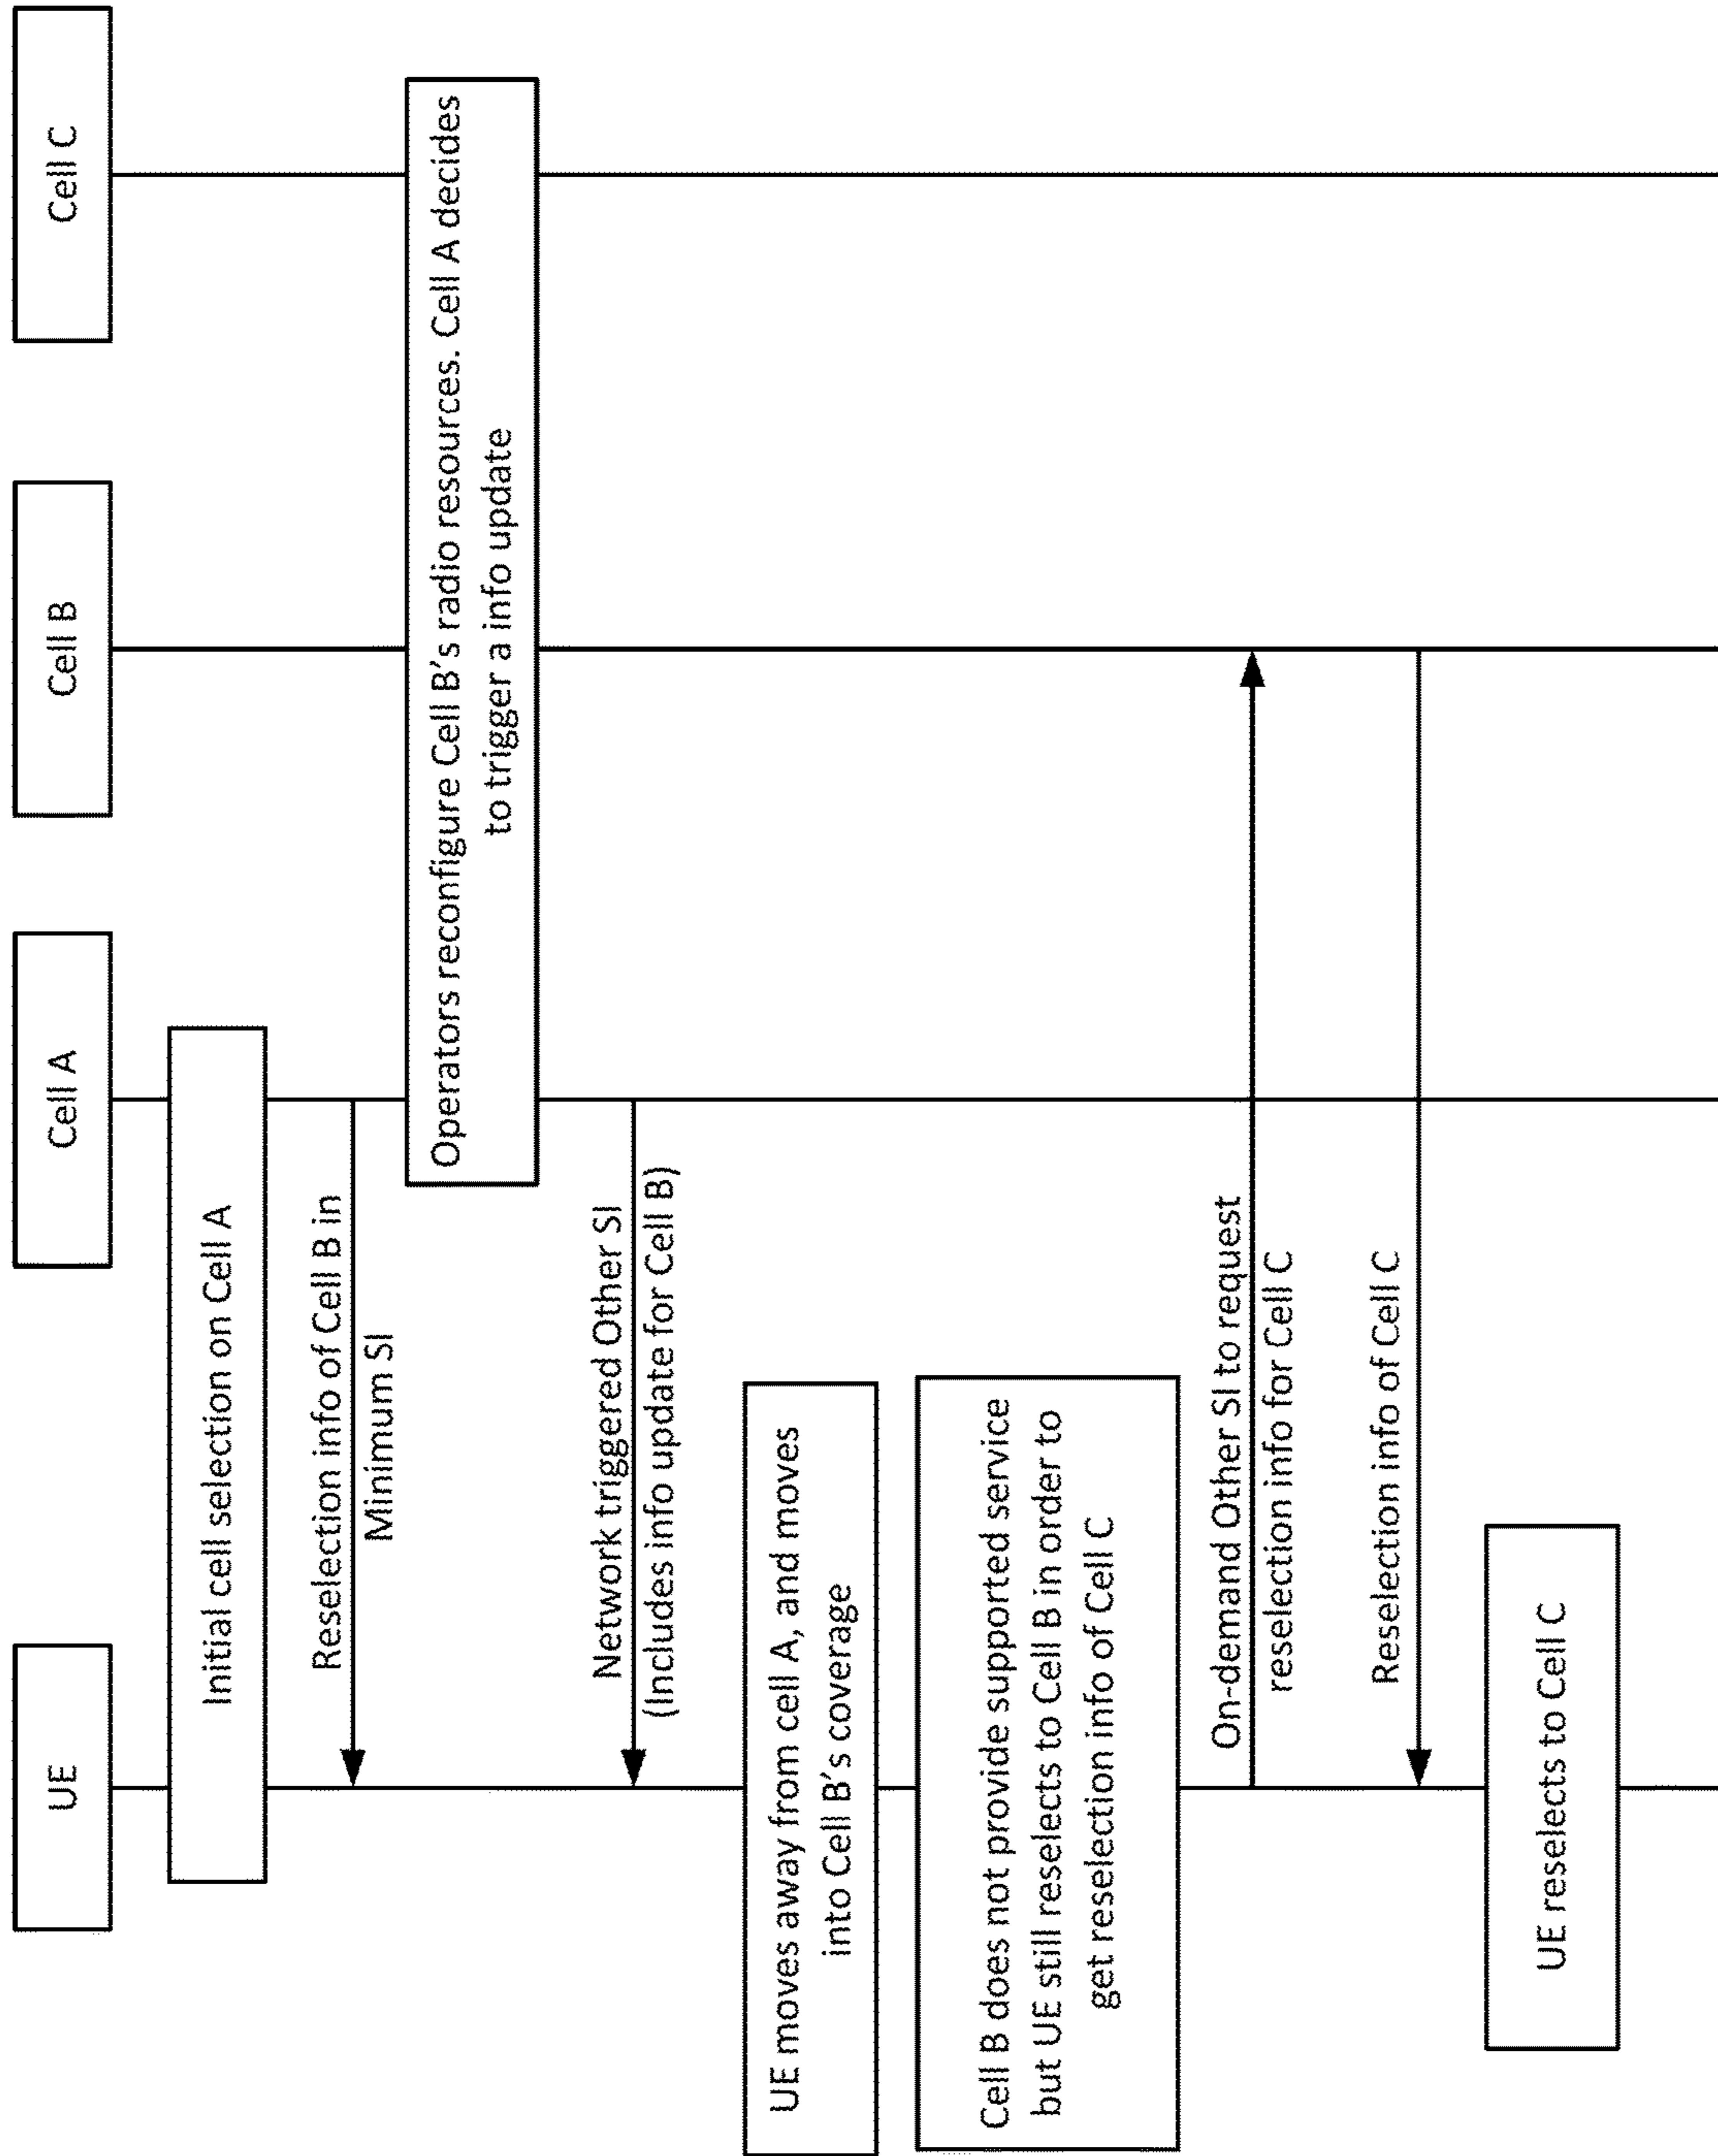 UE
Cell A
Cell B
Cell C
Initial cell selection on Cell A
Reselection info of Cell B in
Minimum SI
Operators reconfigure Cell B's radio resources. Cell A decides
to trigger a info update
Network triggered Other SI
(Includes info update for Cell B)
UE moves away from cell A, and moves
into Cell B's coverage
Cell B does not provide supported service
but UE still reselects to Cell B in order to
get reselection info of Cell C
On-demand Other SI to request
reselection info for Cell C
Reselection info of Cell C
UE reselects to Cell C